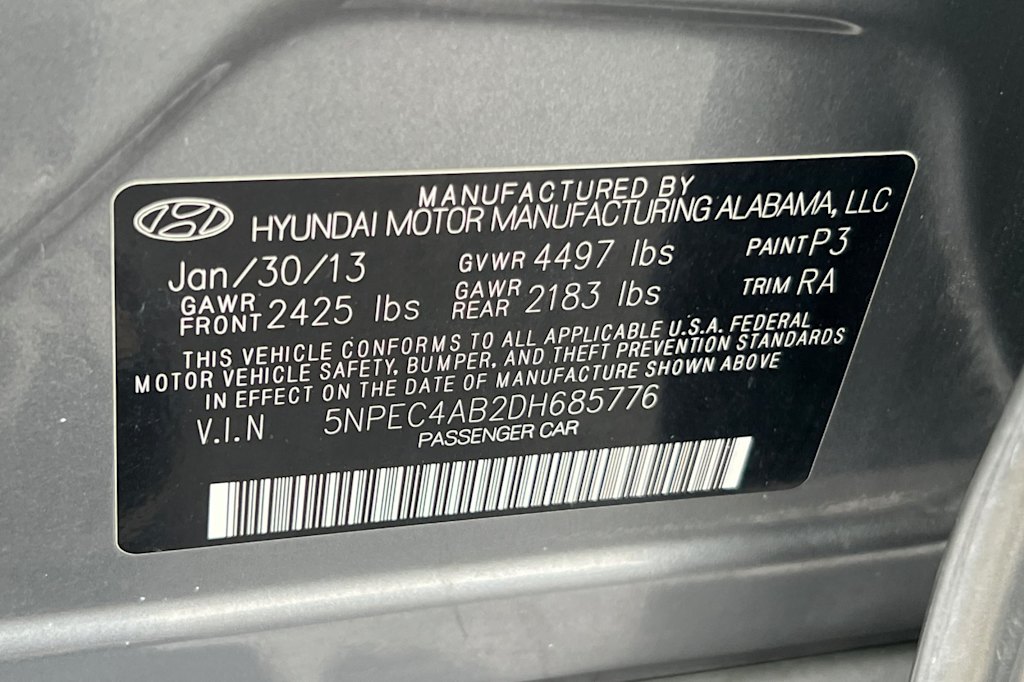 MANUFACTURED BY
HYUNDAI MOTOR MANUFACTURING ALABAMA, LLC
Jan/30/13 GVWR 4497 lbs PAINT P3
GAWR FRONT 2425 lbs GAWR REAR 2183 lbs TRIM RA
THIS VEHICLE CONFORMS TO ALL APPLICABLE U.S.A. FEDERAL
MOTOR VEHICLE SAFETY, BUMPER, AND THEFT PREVENTION STANDARDS
IN EFFECT ON THE DATE OF MANUFACTURE SHOWN ABOVE
V.I.N 5NPEC4AB2DH685776
PASSENGER CAR